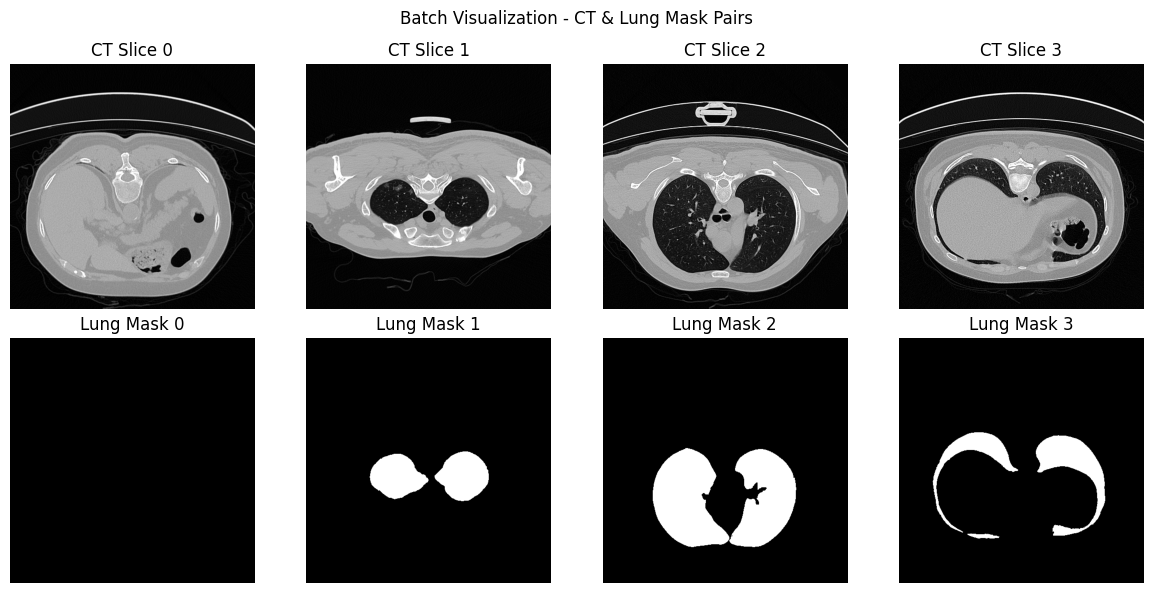 Batch Visualization - CT & Lung Mask Pairs
CT Slice 0
CT Slice 1
CT Slice 2
CT Slice 3
Lung Mask 0
Lung Mask 1
Lung Mask 2
Lung Mask 3